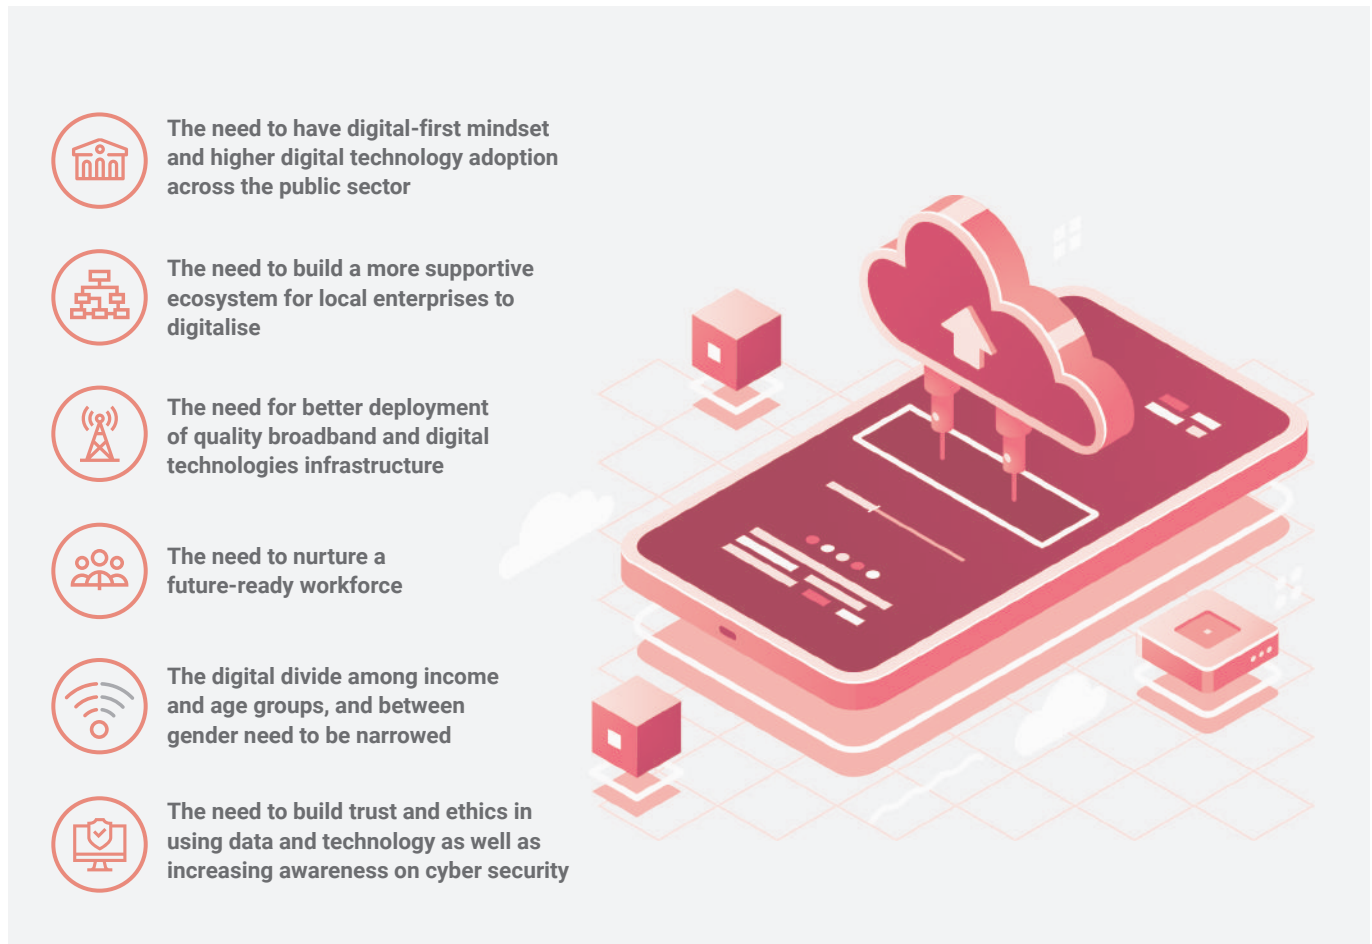 The need to have digital-first mindset
and higher digital technology adoption
across the public sector
The need to build a more supportive
ecosystem for local enterprises to
digitalise
The need for better deployment
of quality broadband and digital
technologies infrastructure
The need to nurture a
future-ready workforce
The digital divide among income
and age groups, and between
gender need to be narrowed
The need to build trust and ethics in
using data and technology as well as
increasing awareness on cyber security